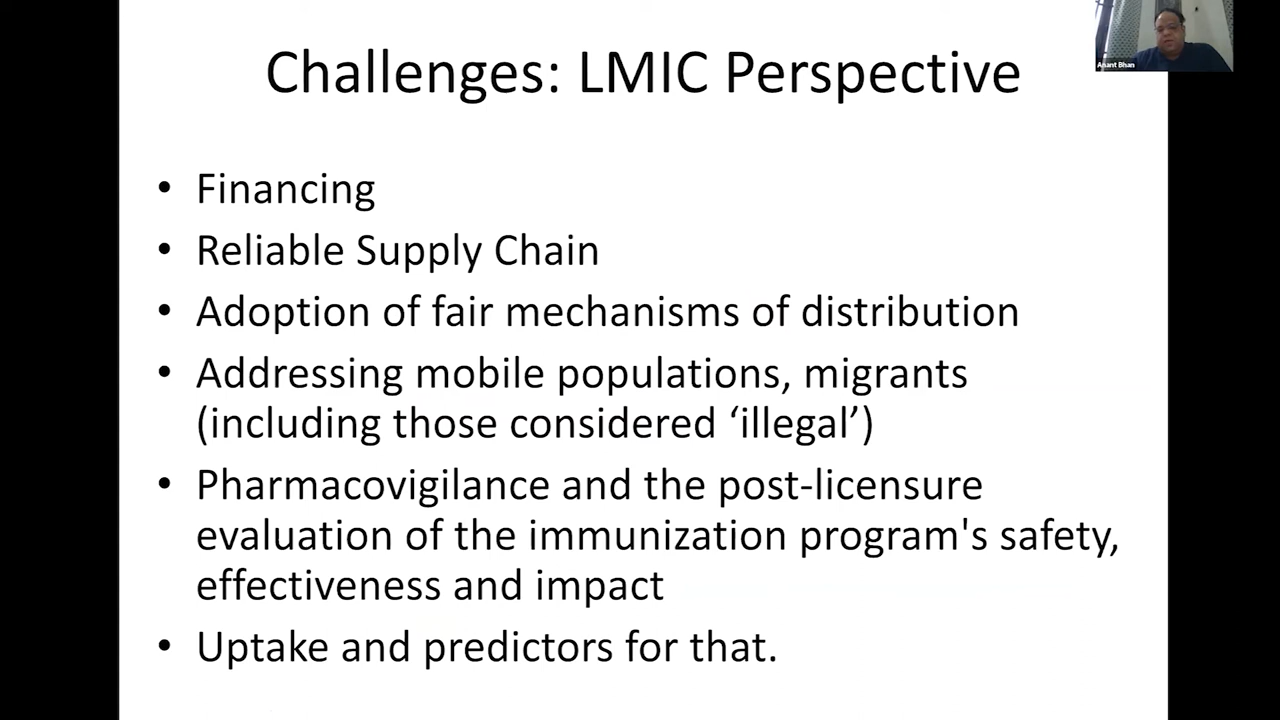 Challenges: LMIC Perspective
Anant Bhan
• Financing
• Reliable Supply Chain
• Adoption of fair mechanisms of distribution
• Addressing mobile populations, migrants
(including those considered ‘illegal’)
• Pharmacovigilance and the post-licensure
evaluation of the immunization program's safety,
effectiveness and impact
• Uptake and predictors for that.